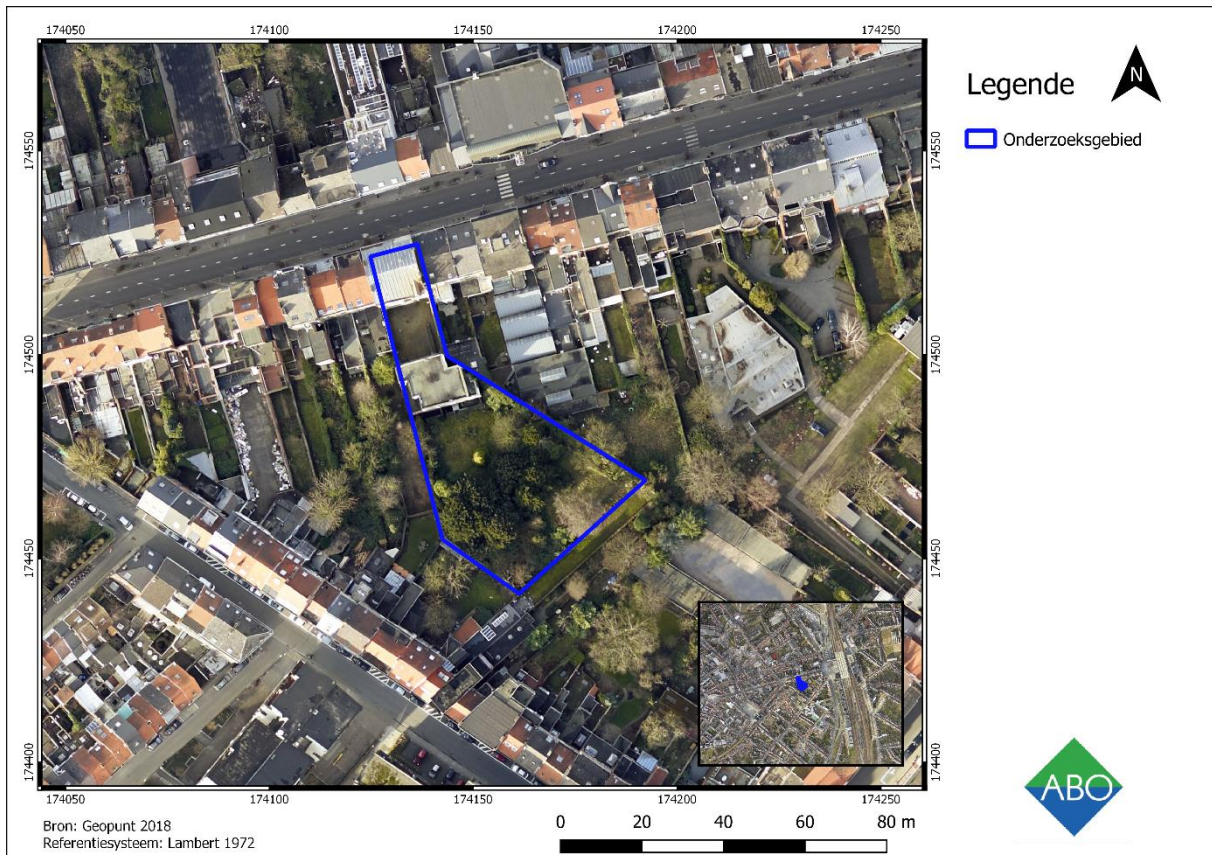 174050 174100 174150 174200 174250
174550 174550
174500 174500
174450 174450
174400 174400
174050 174100 174150 174200 174250
Legende
N
Onderzoeksgebied
Bron: Geopunt 2018
Referentiesysteem: Lambert 1972
0 20 40 60 80 m
ABO